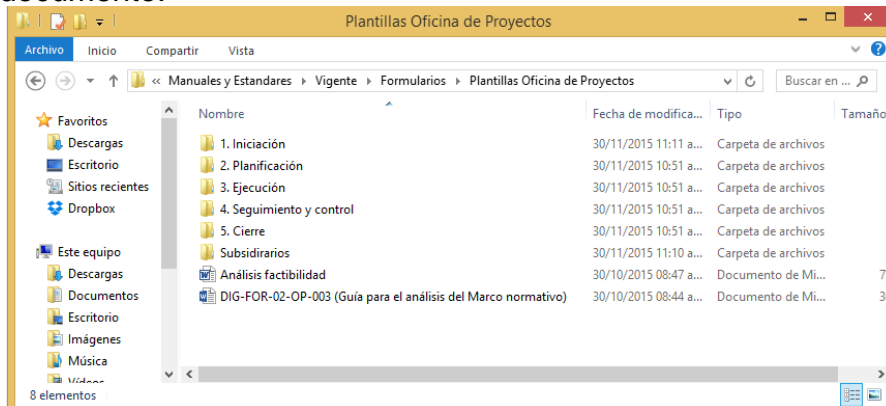 documento.
Plantillas Oficina de Proyectos
Archivo Inicio Compartir Vista
« Manuales y Estandares Vigente Formularios Plantillas Oficina de Proyectos Buscar en ...
Favoritos
Descargas
Escritorio
Sitios recientes
Dropbox
Este equipo
Descargas
Documentos
Escritorio
Imágenes
Música
Vídeos
Nombre Fecha de modifica... Tipo Tamaño
1. Iniciación 30/11/2015 11:11 a... Carpeta de archivos
2. Planificación 30/11/2015 10:51 a... Carpeta de archivos
3. Ejecución 30/11/2015 10:51 a... Carpeta de archivos
4. Seguimiento y control 30/11/2015 10:51 a... Carpeta de archivos
5. Cierre 30/11/2015 10:51 a... Carpeta de archivos
Subsidirarios 30/11/2015 11:10 a... Carpeta de archivos
Análisis factibilidad 30/10/2015 08:47 a... Documento de Mi... 7
DIG-FOR-02-OP-003 (Guía para el análisis del Marco normativo) 30/10/2015 08:44 a... Documento de Mi... 3
8 elementos